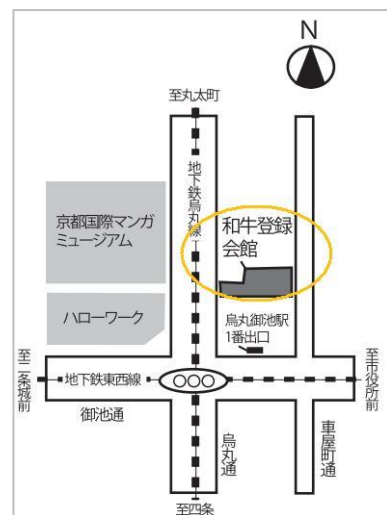 N
至丸太町
地下鉄烏丸線
京都国際マンガ
ミュージアム
和牛登録
会館
ハローワーク
烏丸御池駅
1番出口
至二条城前
地下鉄東西線
至市役所前
御池通
烏丸通
車屋町通
至四条